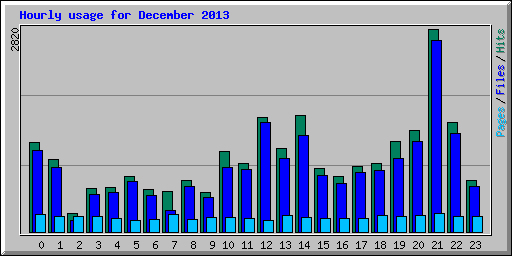 Hourly usage for December 2013
2820
Pages / Files / Hits
0 1 2 3 4 5 6 7 8 9 10 11 12 13 14 15 16 17 18 19 20 21 22 23